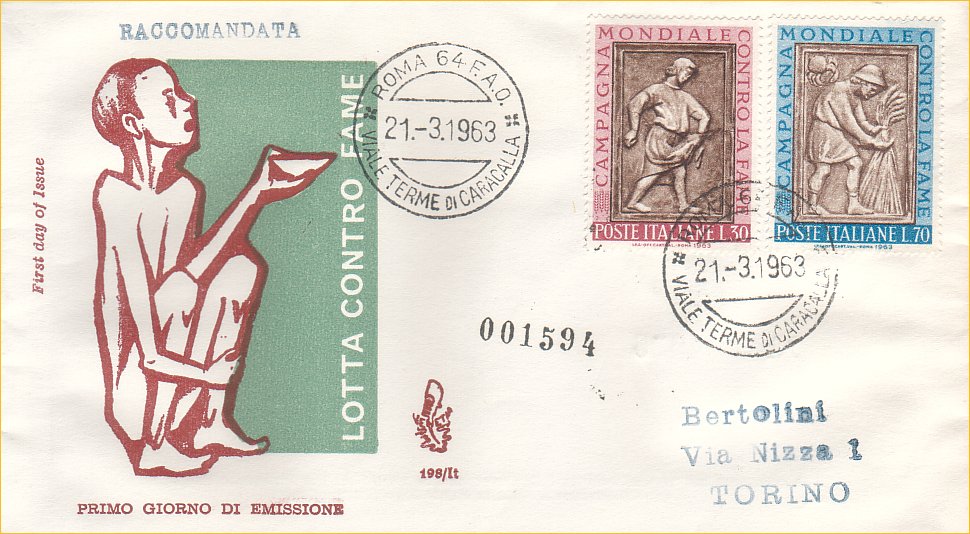 RACCOMANDATA
First day of Issue
LOTTA CONTRO FAME
ROMA 64 F.A.O.
21.-3.1963
VIALE TERME DI CARACALLA
CAMPAGNA MONDIALE CONTRO LA FAME
POSTE ITALIANE L.30
CAMPAGNA MONDIALE CONTRO LA FAME
POSTE ITALIANE L.70
21.-3.1963
VIALE TERME DI CARACALLA
001594
198/It
Bertolini
Via Nizza 1
TORINO
PRIMO GIORNO DI EMISSIONE